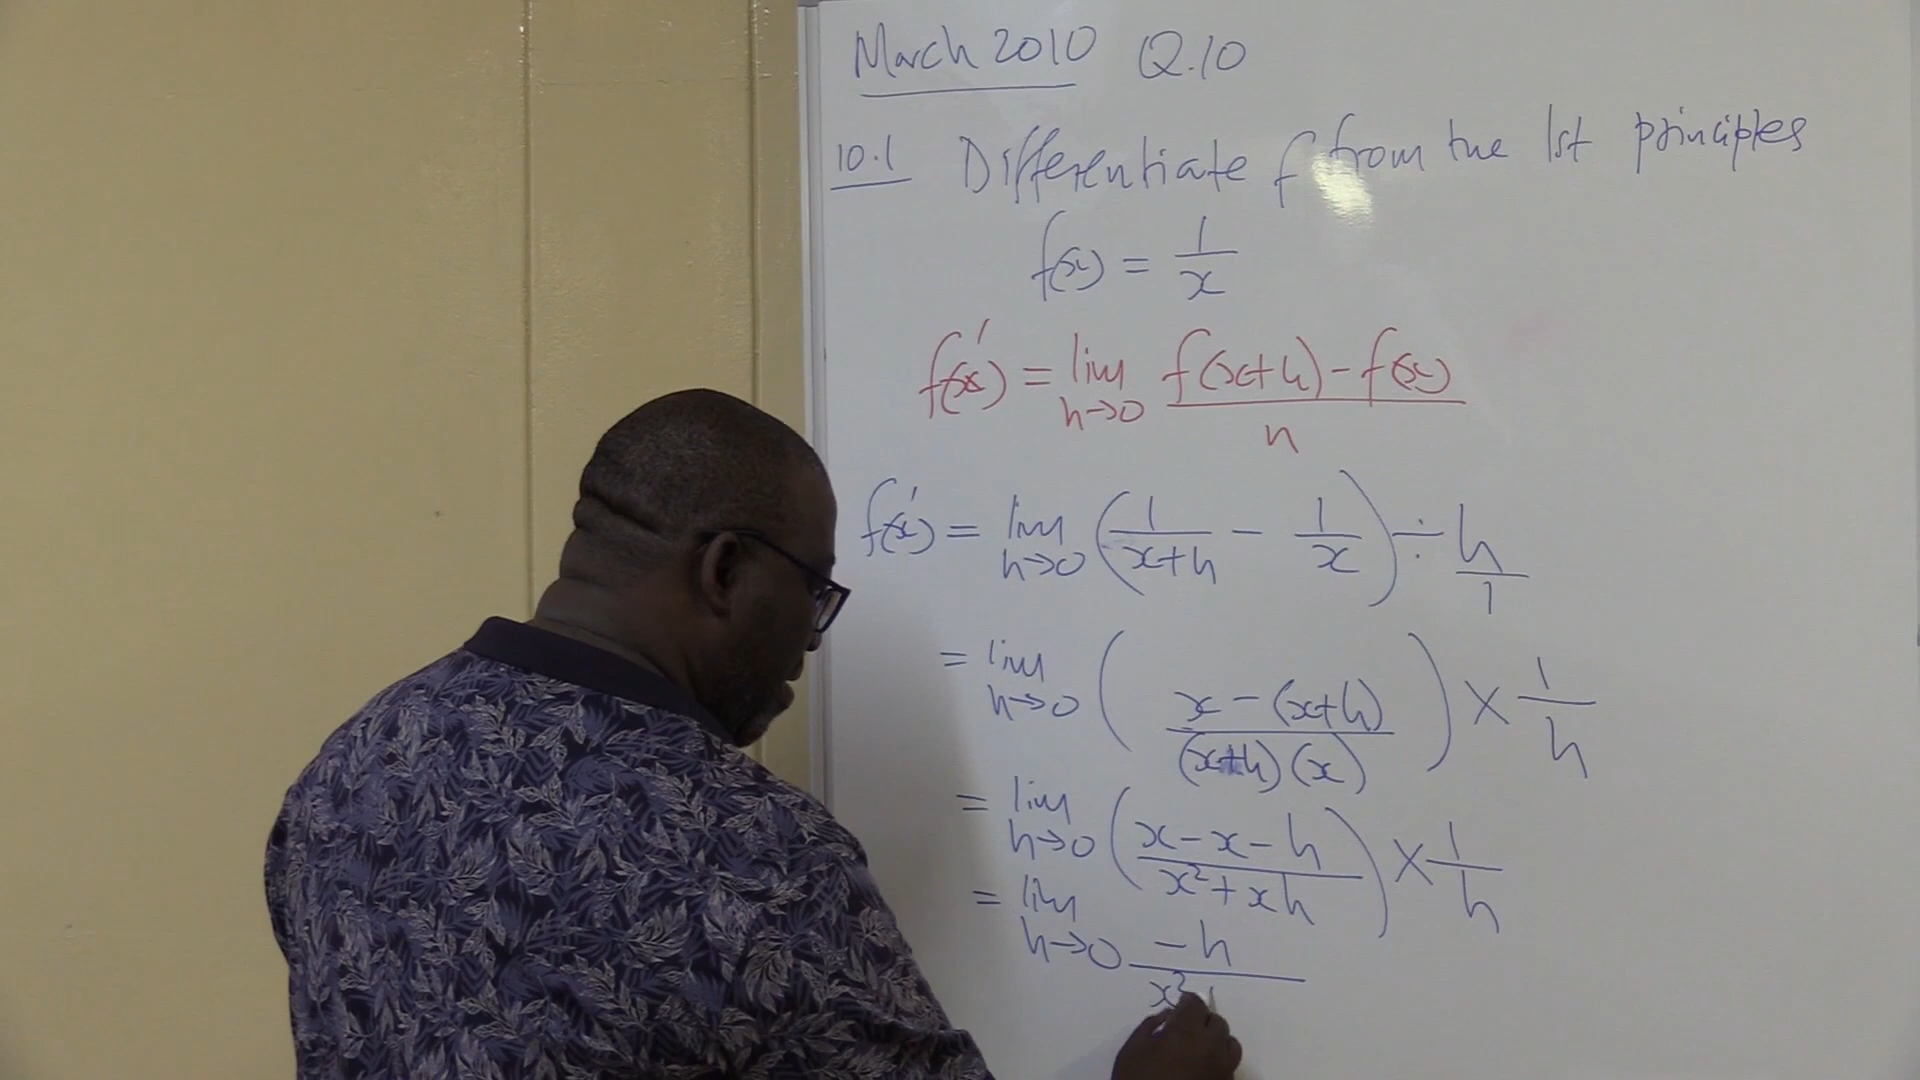 March 2010 Q.10
10.1 Differentiate f from the 1st principles
f(x) = 1/x
f'(x) = lim h→0 (f(x+h) - f(x))/h
f'(x) = lim h→0 (1/(x+h) - 1/x) ÷ h/1
= lim h→0 ((x - (x+h))/((x+h)(x))) × 1/h
= lim h→0 ((x - x - h)/(x² + xh)) × 1/h
= lim h→0 -h/x²